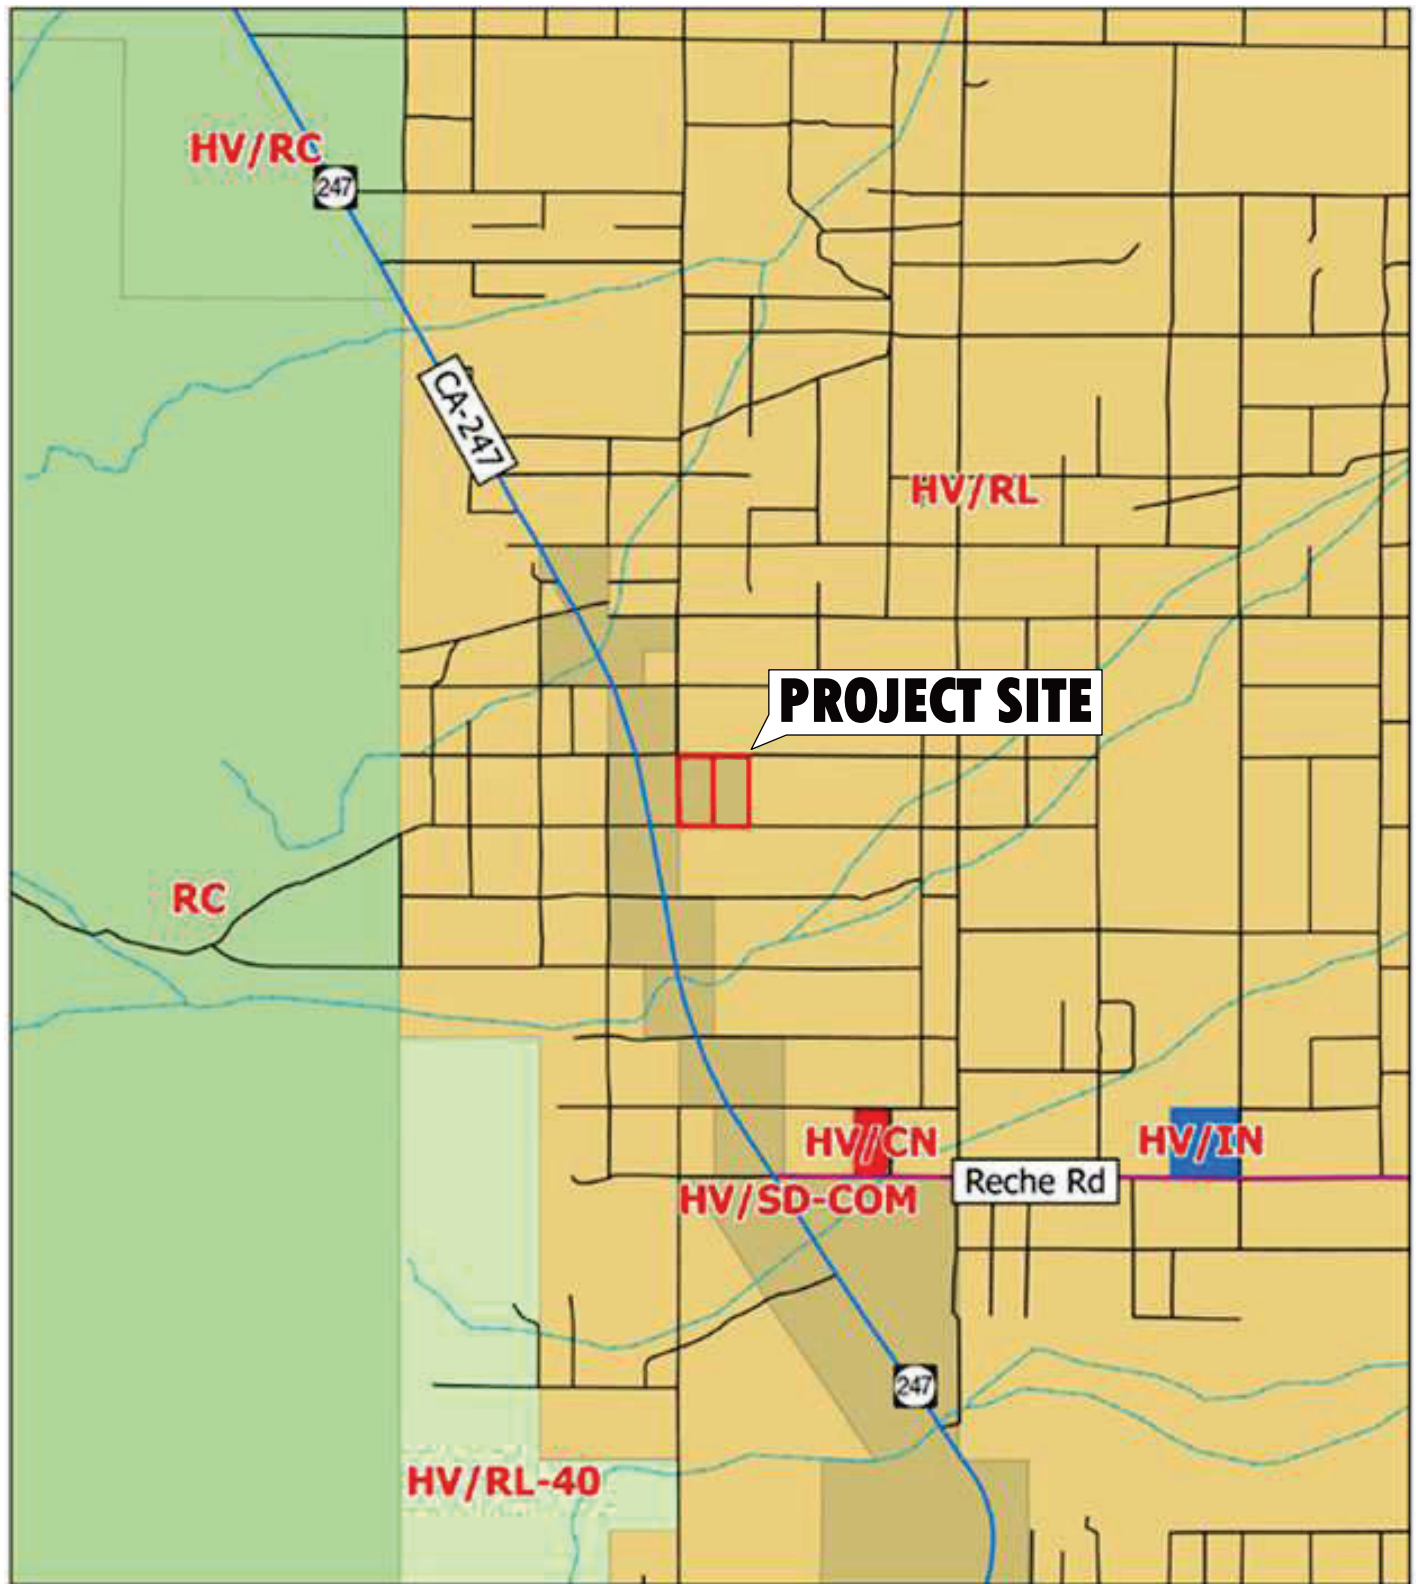 HV/RC
247
CA-247
HV/RL
PROJECT SITE
RC
HV/CN
HV/IN
Reche Rd
HV/SD-COM
247
HV/RL-40